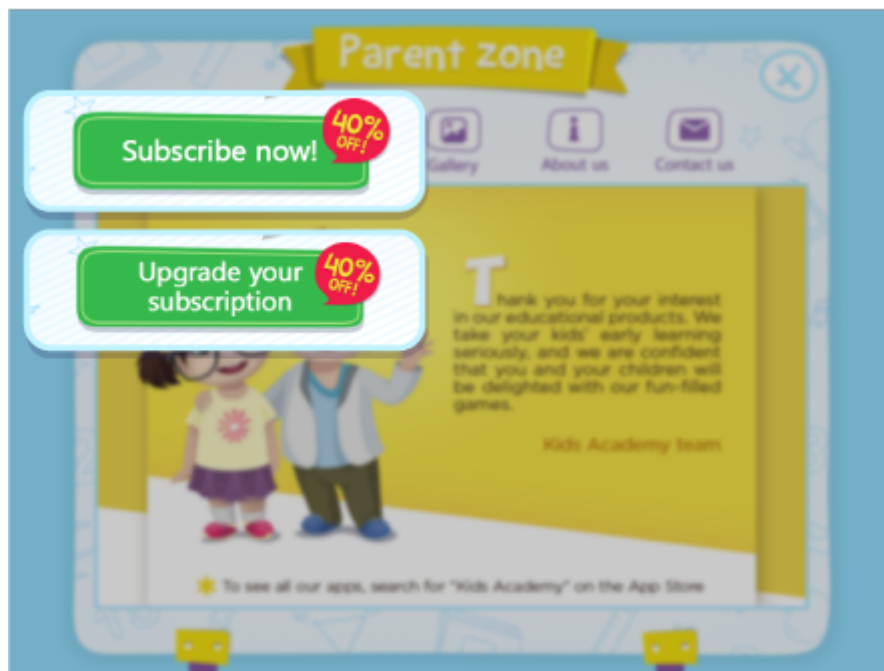 Parent zone
Subscribe now!
40%
OFF!
Gallery
About us
Contact us
Upgrade your
subscription
40%
OFF!
Thank you for your interest
in our educational products. We
take your kids' early learning
seriously, and we are confident
that you and your children will
be delighted with our fun-filled
games.
Kids Academy team
To see all our apps, search for "Kids Academy" on the App Store